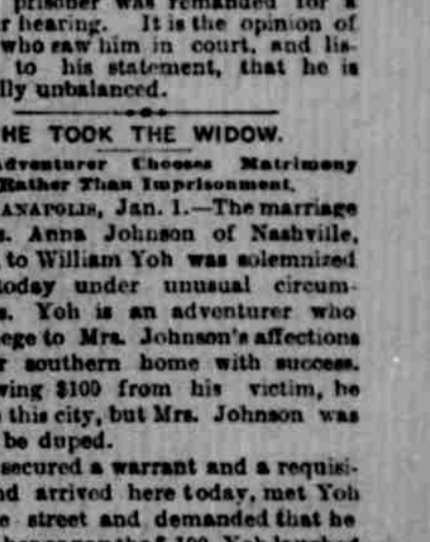 prisoner was remanded for a
r hearing. It is the opinion of
who saw him in court, and lis-
to his statement, that he is
lly unbalanced.
HE TOOK THE WIDOW.
dventurer Chooses Matrimony
Rather Than Imprisonment.
ANAPOLIS, Jan. 1.—The marriage
s. Anna Johnson of Nashville,
, to William Yoh was solemnized
today under unusual circum-
s. Yoh is an adventurer who
ege to Mrs. Johnson's affections
r southern home with success.
wing $100 from his victim, he
this city, but Mrs. Johnson was
be duped.
secured a warrant and a requisi-
nd arrived here today, met Yoh
e street and demanded that he